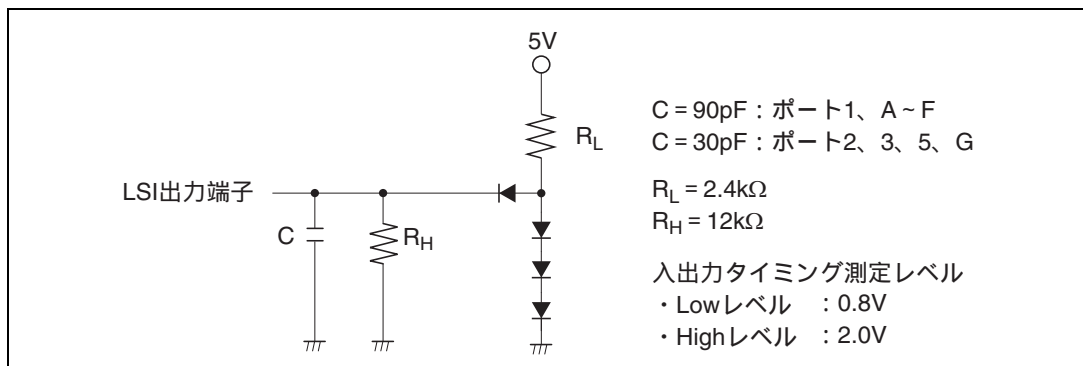 5V
R_L
LSI出力端子
C
R_H
C = 90pF : ポート1、A ~ F
C = 30pF : ポート2、3、5、G
R_L = 2.4kΩ
R_H = 12kΩ
入出力タイミング測定レベル
・Lowレベル : 0.8V
・Highレベル : 2.0V